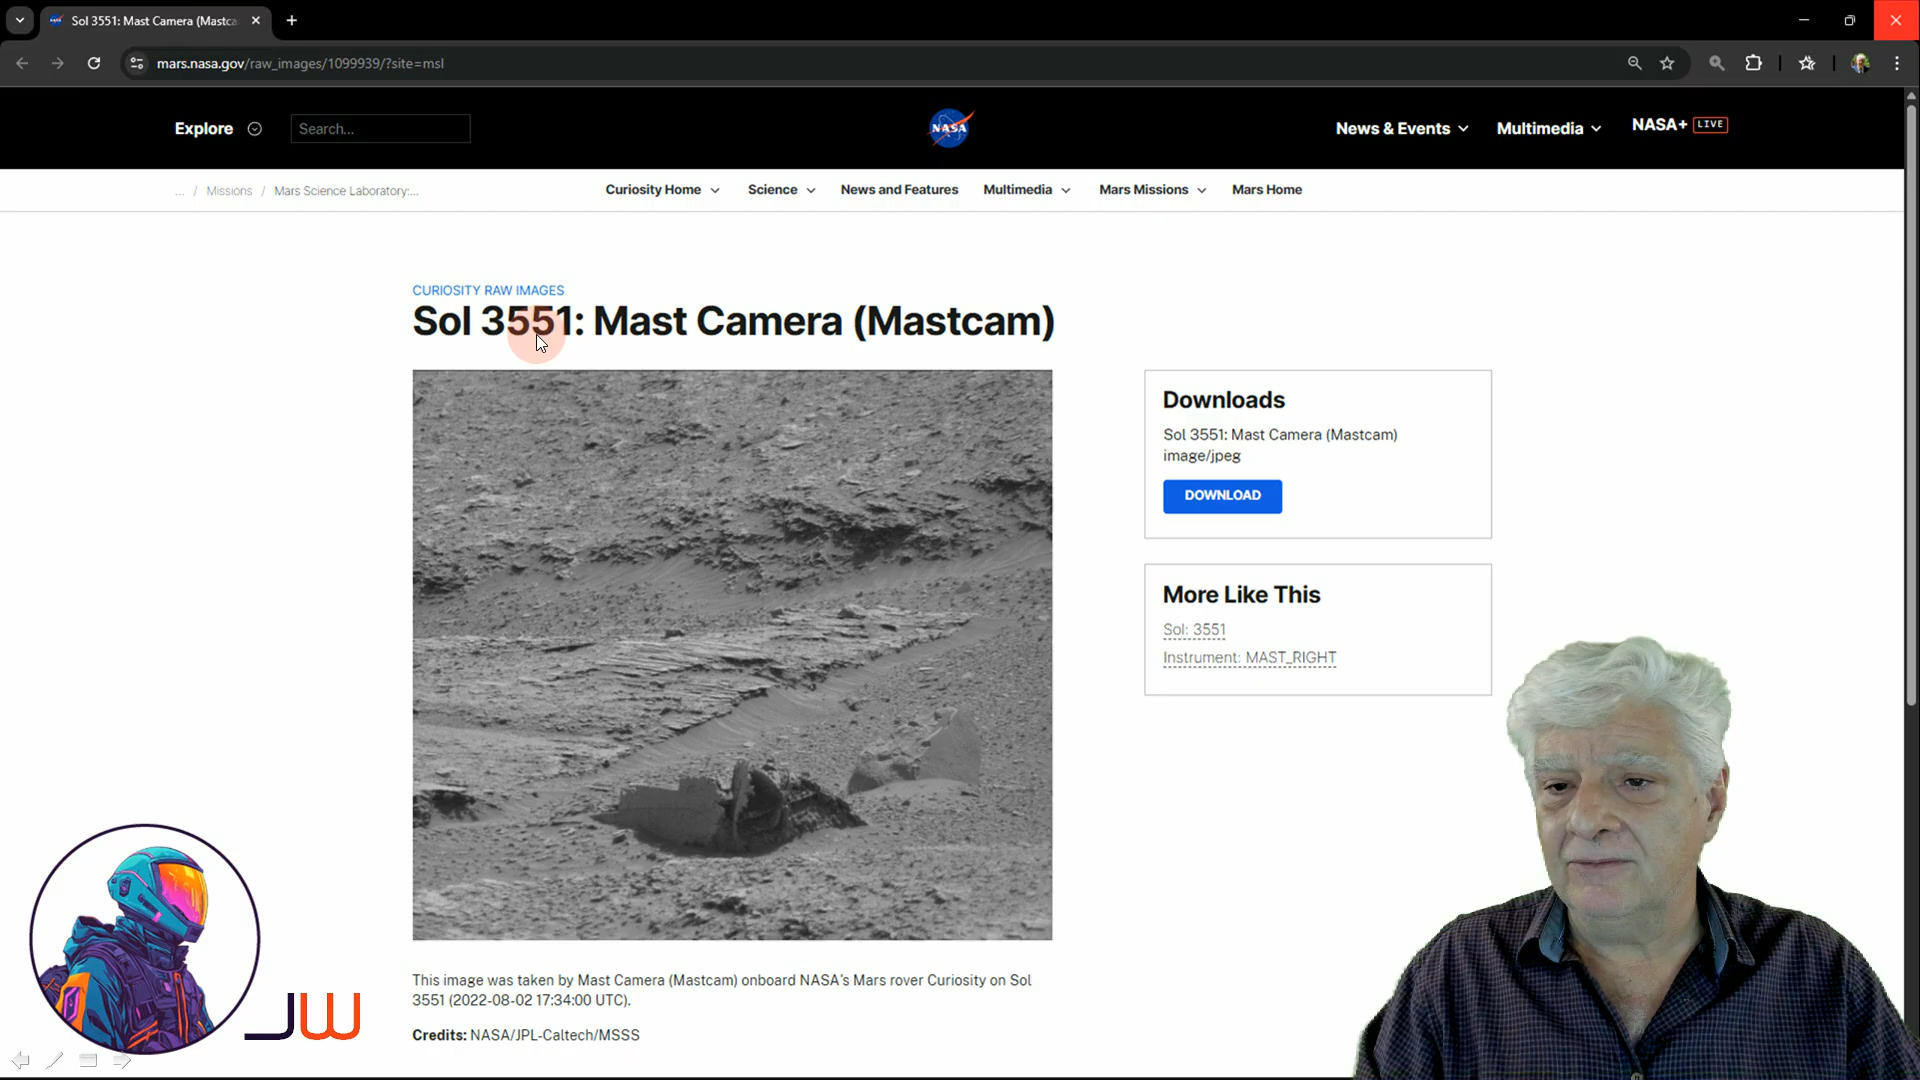 Sol 3551: Mast Camera (Mastca
mars.nasa.gov/raw_images/1099939/?site=msl
Explore
Search...
NASA
News & Events
Multimedia
NASA+ LIVE
... / Missions / Mars Science Laboratory:...
Curiosity Home
Science
News and Features
Multimedia
Mars Missions
Mars Home
CURIOSITY RAW IMAGES
Sol 3551: Mast Camera (Mastcam)
Downloads
Sol 3551: Mast Camera (Mastcam)
image/jpeg
DOWNLOAD
More Like This
Sol: 3551
Instrument: MAST_RIGHT
This image was taken by Mast Camera (Mastcam) onboard NASA's Mars rover Curiosity on Sol
3551 (2022-08-02 17:34:00 UTC).
Credits: NASA/JPL-Caltech/MSSS
JW